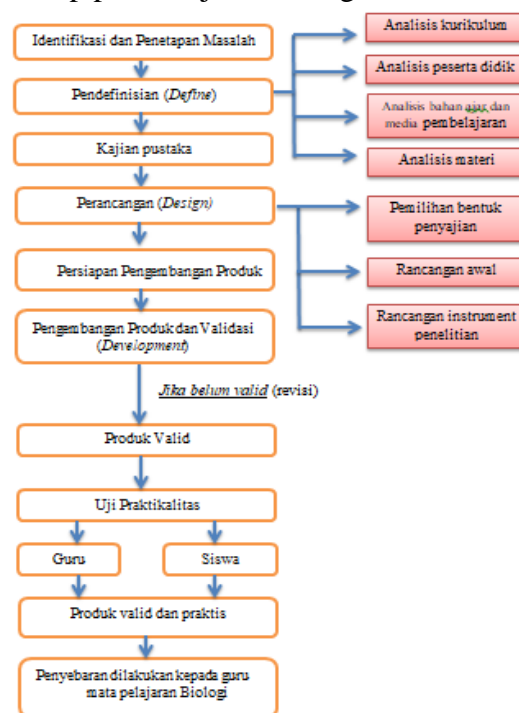 Identifikasi dan Penetapan Masalah
Pendefinisian (Define)
Analisis kurikulum
Analisis peserta didik
Analisis bahan ajar dan
media pembelajaran
Analisis materi
Kajian pustaka
Perancangan (Design)
Pemilihan bentuk
penyajian
Rancangan awal
Rancangan instrument
penelitian
Persiapan Pengembangan Produk
Pengembangan Produk dan Validasi
(Development)
Jika belum valid (revisi)
Produk Valid
Uji Praktikalitas
Guru
Siswa
Produk valid dan praktis
Penyebaran dilakukan kepada guru
mata pelajaran Biologi